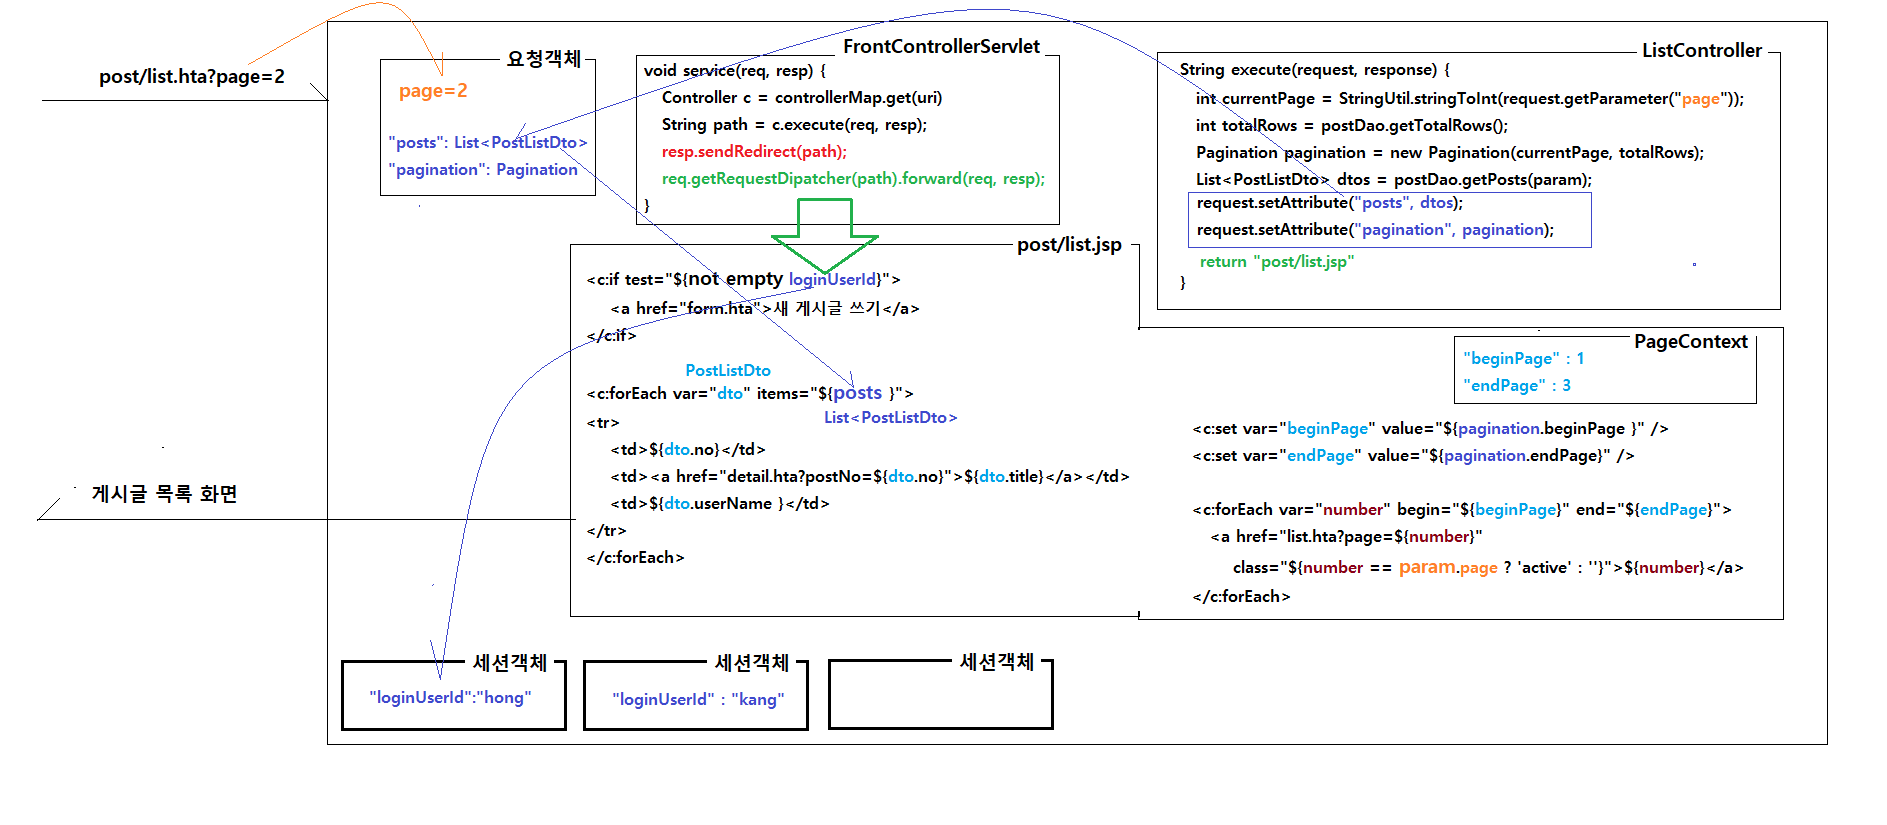 post/list.hta?page=2
요청객체
page=2
"posts": List<PostListDto>
"pagination": Pagination
FrontControllerServlet
void service(req, resp) {
Controller c = controllerMap.get(uri)
String path = c.execute(req, resp);
resp.sendRedirect(path);
req.getRequestDipatcher(path).forward(req, resp);
}
ListController
String execute(request, response) {
int currentPage = StringUtil.stringToInt(request.getParameter("page"));
int totalRows = postDao.getTotalRows();
Pagination pagination = new Pagination(currentPage, totalRows);
List<PostListDto> dtos = postDao.getPosts(param);
request.setAttribute("posts", dtos);
request.setAttribute("pagination", pagination);
return "post/list.jsp"
}
post/list.jsp
<c:if test="${not empty loginUserId}">
<a href="form.hta">새 게시글 쓰기</a>
</c:if>
PostListDto
<c:forEach var="dto" items="${posts }">
List<PostListDto>
<tr>
<td>${dto.no}</td>
<td><a href="detail.hta?postNo=${dto.no}">${dto.title}</a></td>
<td>${dto.userName }</td>
</tr>
</c:forEach>
PageContext
"beginPage" : 1
"endPage" : 3
<c:set var="beginPage" value="${pagination.beginPage }" />
<c:set var="endPage" value="${pagination.endPage}" />
<c:forEach var="number" begin="${beginPage}" end="${endPage}">
<a href="list.hta?page=${number}"
class="${number == param.page ? 'active' : ''}">${number}</a>
</c:forEach>
게시글 목록 화면
세션객체
"loginUserId":"hong"
세션객체
"loginUserId" : "kang"
세션객체